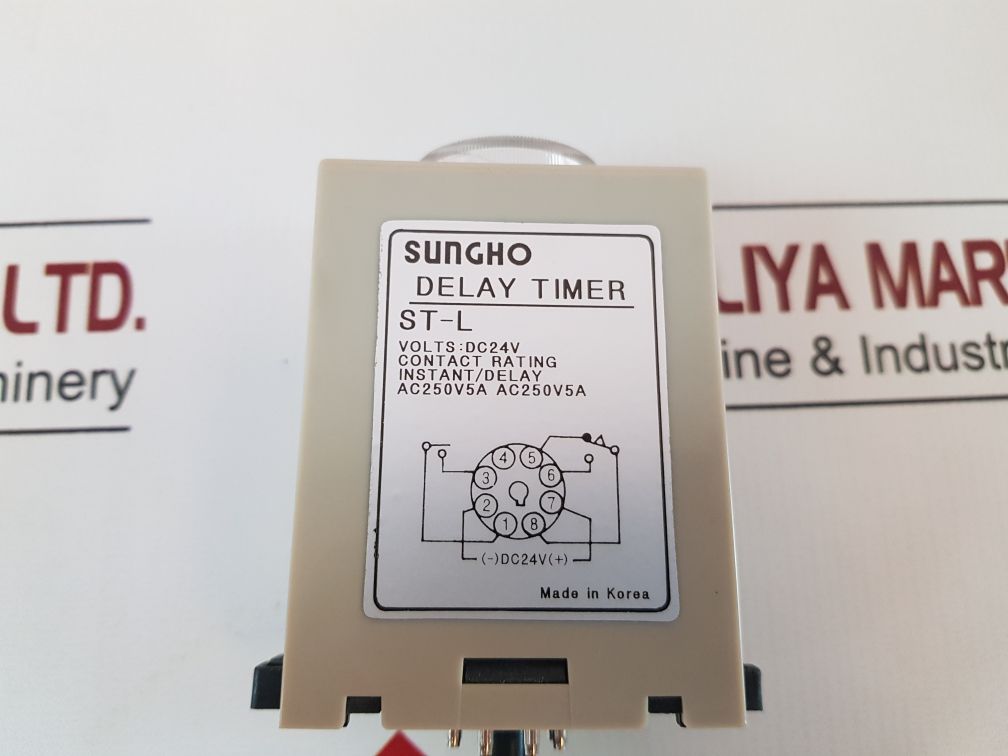 SUNGHO
DELAY TIMER
ST-L
VOLTS:DC24V
CONTACT RATING
INSTANT/DELAY
AC250V5A AC250V5A
4 5
3 6
2 7
1 8
(-)DC24V(+)
Made in Korea
LTD.
hinery
LIYA MAR
ine & Industr